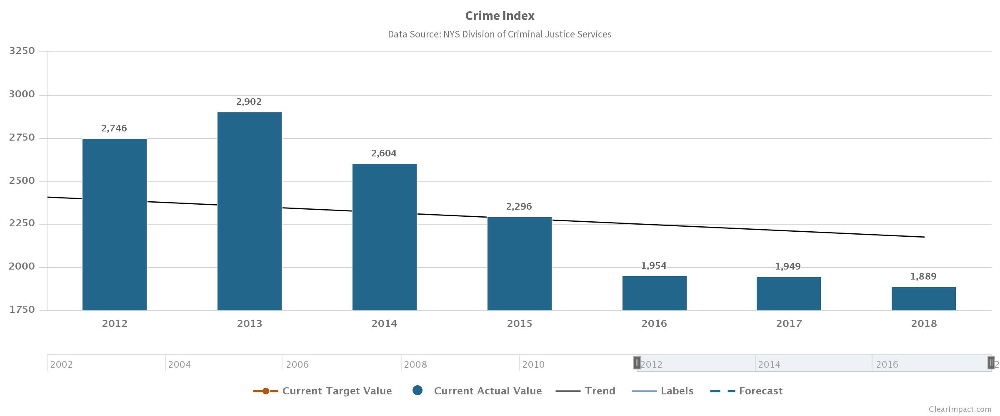 Crime Index
Data Source: NYS Division of Criminal Justice Services
3250
3000
2750
2500
2250
2000
1750
2,746
2,902
2,604
2,296
1,954
1,949
1,889
2012 2013 2014 2015 2016 2017 2018
2002 2004 2006 2008 2010 2012 2014 2016 2
Current Target Value Current Actual Value Trend Labels Forecast
ClearImpact.com